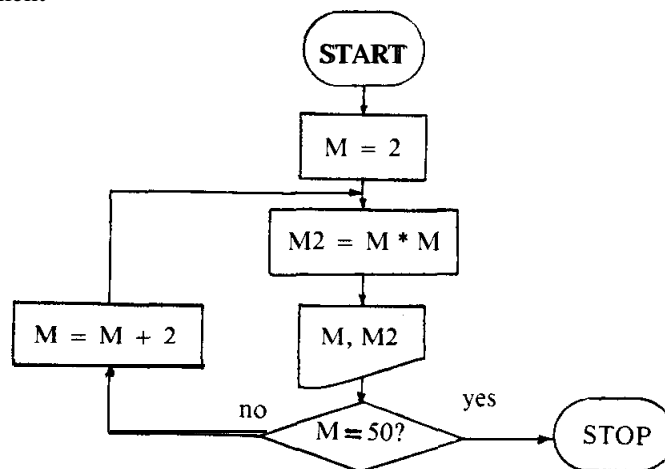 START
M = 2
M2 = M * M
M = M + 2
M, M2
no
yes
M = 50?
STOP